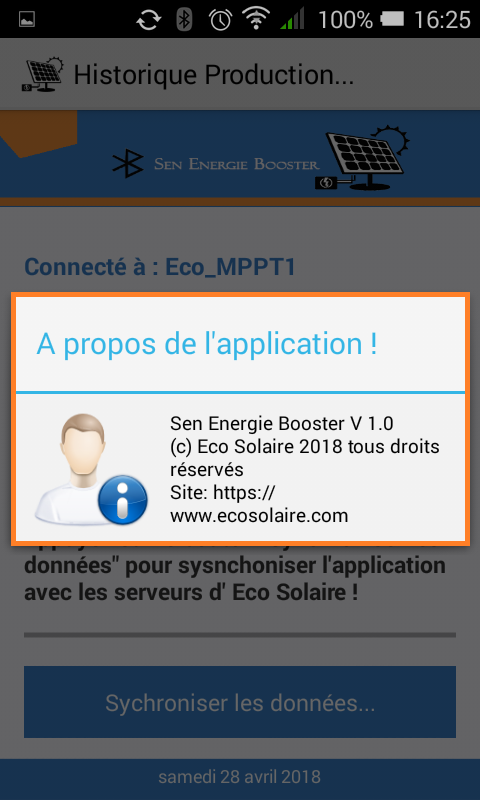 100% 16:25
Historique Production...
Sen Energie Booster
Connecté à : Eco_MPPT1
A propos de l'application !
Sen Energie Booster V 1.0
(c) Eco Solaire 2018 tous droits
réservés
Site: https://
www.ecosolaire.com
données" pour sysnchoniser l'application
avec les serveurs d' Eco Solaire !
Sychroniser les données...
samedi 28 avril 2018